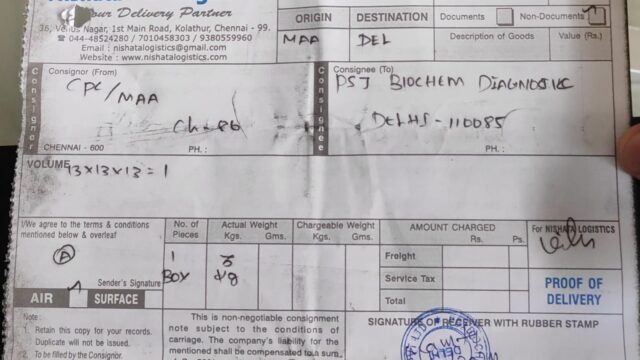 Your Delivery Partner
36, Venus Nagar, 1st Main Road, Kolathur, Chennai - 99.
☎ 044-48524280 / 7010458303 / 9380559960
Email : nishatalogistics@gmail.com
Website : www.nishatalogistics.com
ORIGIN DESTINATION Documents Non-Documents
MAA DEL Description of Goods Value (Rs.)
Consignor
Consignor (From)
CPC/MAA
Ch-86
CHENNAI - 600 PH. :
Consignee
Consignee (To)
PSJ BIOCHEM DIAGNOSTIC
DELHI - 110085
PH. :
VOLUME 13x13x13=1
I/We agree to the terms & conditions
mentioned below & overleaf
A
Sender's Signature
No. of
Pieces
1
BOX
Actual Weight
Kgs. Gms.
Chargeable Weight
Kgs. Gms.
AMOUNT CHARGED
Rs. Ps.
Freight
Service Tax
Total
For NISHATA LOGISTICS
PROOF OF
DELIVERY
AIR SURFACE
Note :
1. Retain this copy for your records.
Duplicate will not be issued.
2. To be filled by the Consignor.
This is non-negotiable consignment
note subject to the conditions of
carriage. The company's liability for
the mentioned shall be compensated to a sum
SIGNATURE OF RECEIVER WITH RUBBER STAMP